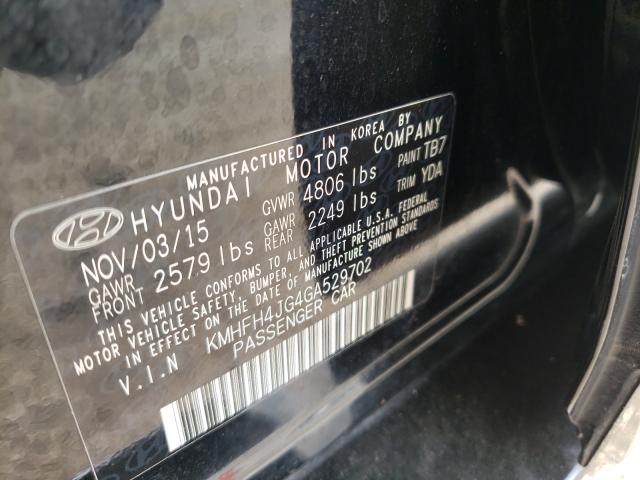 MANUFACTURED IN KOREA BY
HYUNDAI MOTOR COMPANY
NOV/03/15 GVWR 4806 lbs PAINT TB7
GAWR FRONT 2579 lbs GAWR REAR 2249 lbs TRIM YDA
THIS VEHICLE CONFORMS TO ALL APPLICABLE U.S.A. FEDERAL
MOTOR VEHICLE SAFETY, BUMPER, AND THEFT PREVENTION STANDARDS
IN EFFECT ON THE DATE OF MANUFACTURE SHOWN ABOVE
V.I.N KMHFH4JG4GA529702
PASSENGER CAR